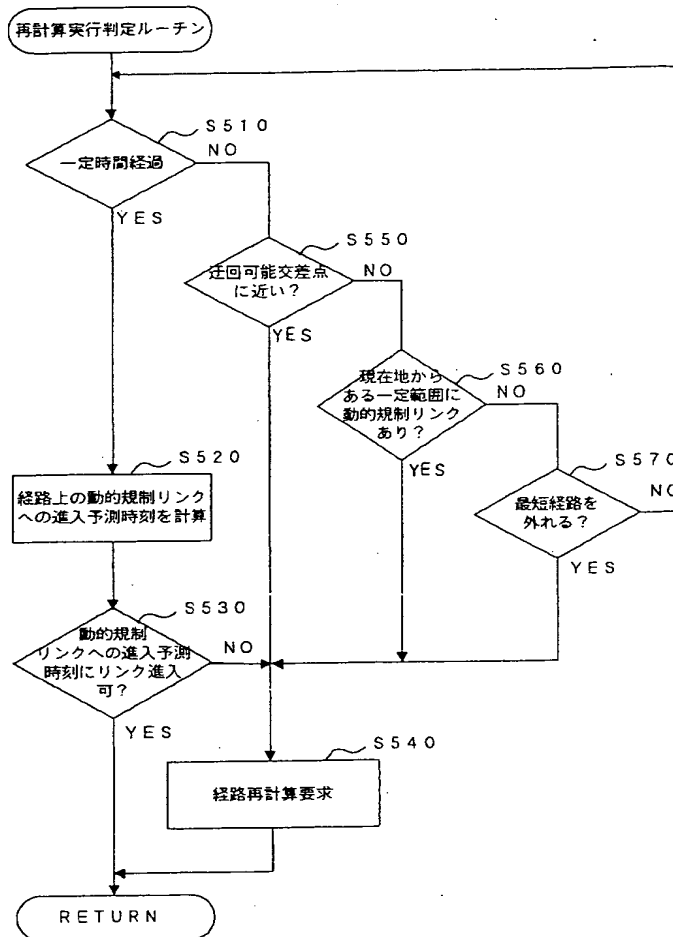 再計算実行判定ルーチン
S510
一定時間経過
NO
YES
S550
迂回可能交差点
に近い?
NO
YES
S560
現在地から
ある一定範囲に
動的規制リンク
あり?
NO
YES
S570
最短経路を
外れる?
NO
YES
S520
経路上の動的規制リンク
への進入予測時刻を計算
S530
動的規制
リンクへの進入予測
時刻にリンク進入
可?
NO
YES
S540
経路再計算要求
RETURN